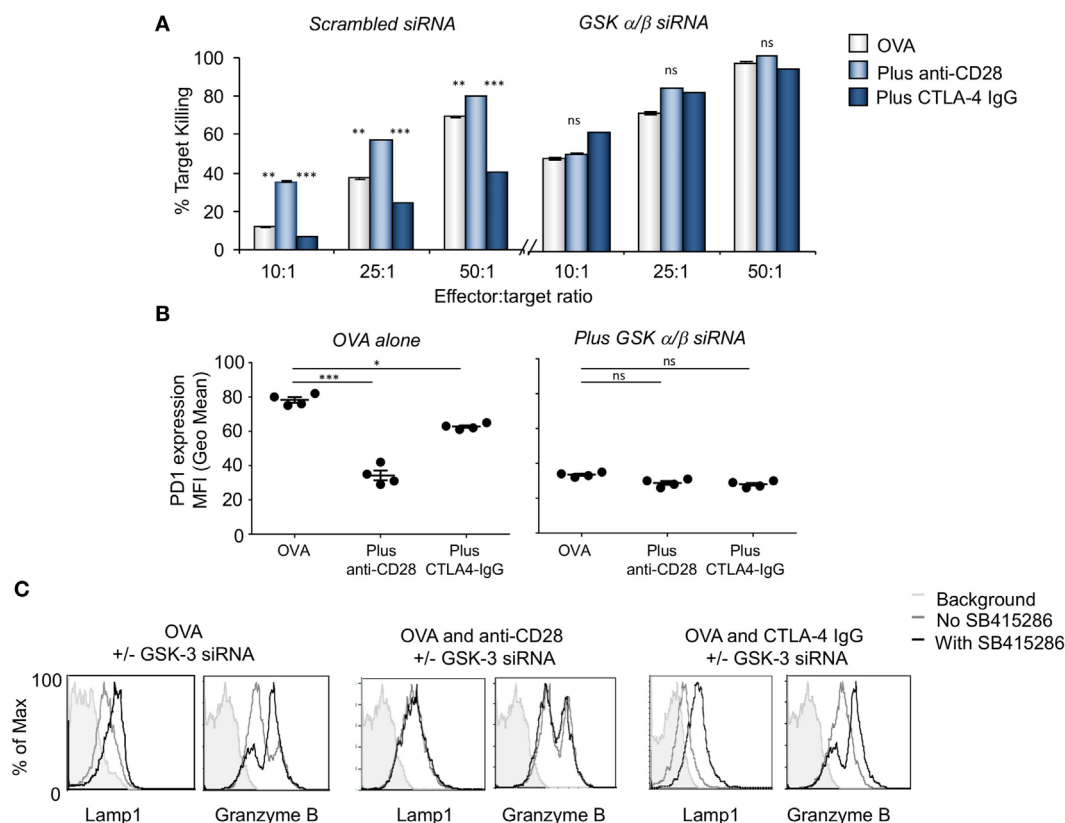 A
Scrambled siRNA
GSK α/β siRNA
OVA
Plus anti-CD28
Plus CTLA-4 IgG
% Target Killing
100
80
60
40
20
0
** ***
** ***
** ***
ns
ns
ns
10:1 25:1 50:1 10:1 25:1 50:1
Effector:target ratio
B
OVA alone
Plus GSK α/β siRNA
PD1 expression
MFI (Geo Mean)
100
80
60
40
20
0
*
***
ns
ns
OVA
Plus
anti-CD28
Plus
CTLA4-IgG
OVA
Plus
anti-CD28
Plus
CTLA4-IgG
C
Background
No SB415286
With SB415286
OVA
+/- GSK-3 siRNA
OVA and anti-CD28
+/- GSK-3 siRNA
OVA and CTLA-4 IgG
+/- GSK-3 siRNA
% of Max
100
0
Lamp1 Granzyme B Lamp1 Granzyme B Lamp1 Granzyme B